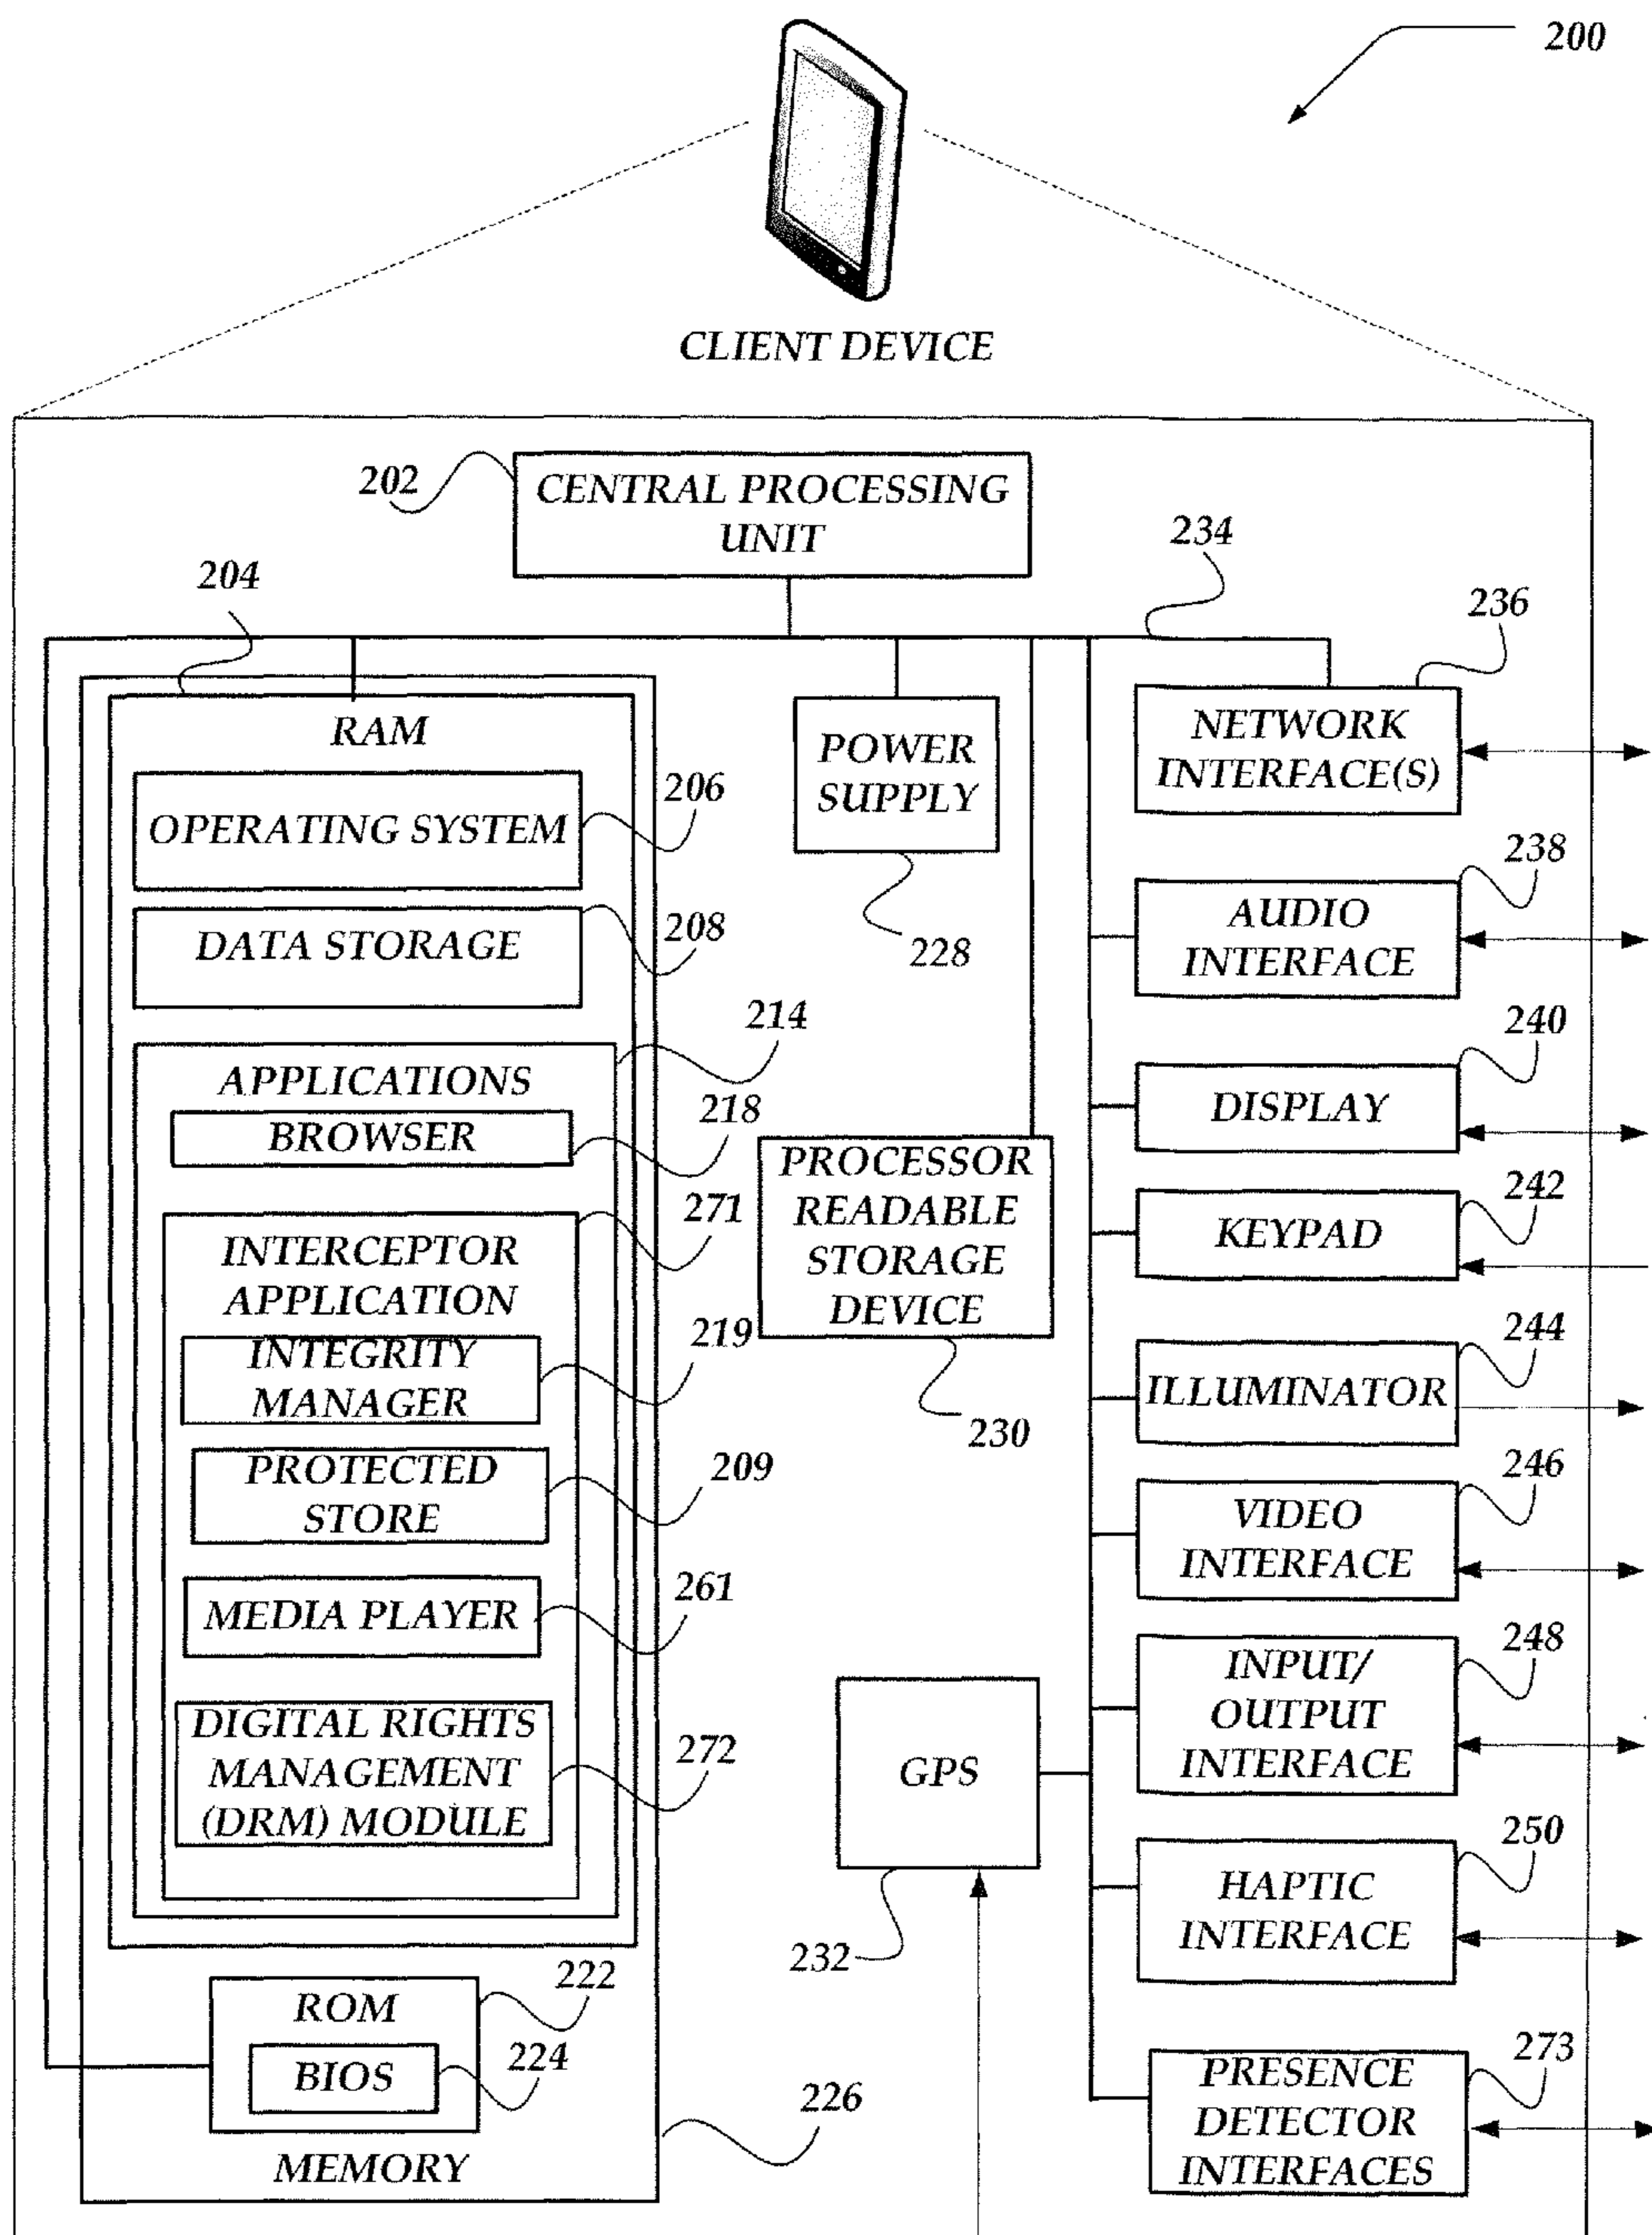 200
CLIENT DEVICE
202
CENTRAL PROCESSING
UNIT
234
204
236
RAM
OPERATING SYSTEM
206
DATA STORAGE
208
214
APPLICATIONS
BROWSER
218
271
INTERCEPTOR
APPLICATION
INTEGRITY
MANAGER
219
PROTECTED
STORE
209
MEDIA PLAYER
261
DIGITAL RIGHTS
MANAGEMENT
(DRM) MODULE
272
ROM
222
BIOS
224
MEMORY
226
POWER
SUPPLY
228
PROCESSOR
READABLE
STORAGE
DEVICE
230
GPS
232
NETWORK
INTERFACE(S)
238
AUDIO
INTERFACE
240
DISPLAY
242
KEYPAD
244
ILLUMINATOR
246
VIDEO
INTERFACE
248
INPUT/
OUTPUT
INTERFACE
250
HAPTIC
INTERFACE
273
PRESENCE
DETECTOR
INTERFACES